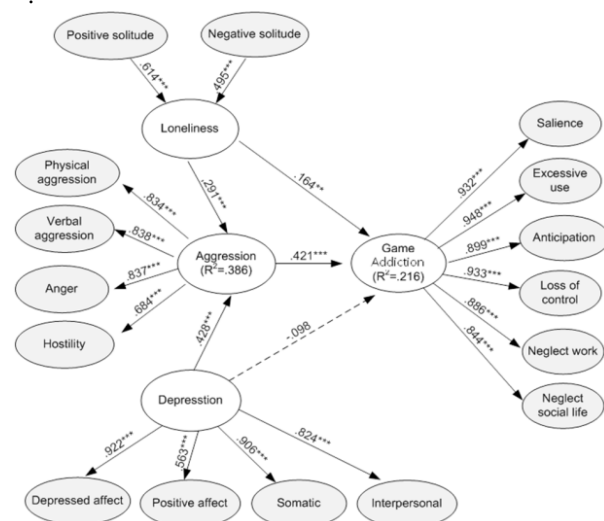 Positive solitude
Negative solitude
.614***
.495***
Loneliness
Salience
Physical
aggression
.291***
.164**
.932***
Excessive
use
.834***
.948***
Verbal
aggression
.838***
Aggression
(R²=.386)
.421***
Game
Addiction
(R²=.216)
.899***
Anticipation
Anger
.837***
.933***
Loss of
control
.684***
.886***
Hostility
.428***
-.098
.844***
Neglect work
Depresstion
Neglect
social life
.922***
.563***
.906***
.824***
Depressed affect
Positive affect
Somatic
Interpersonal